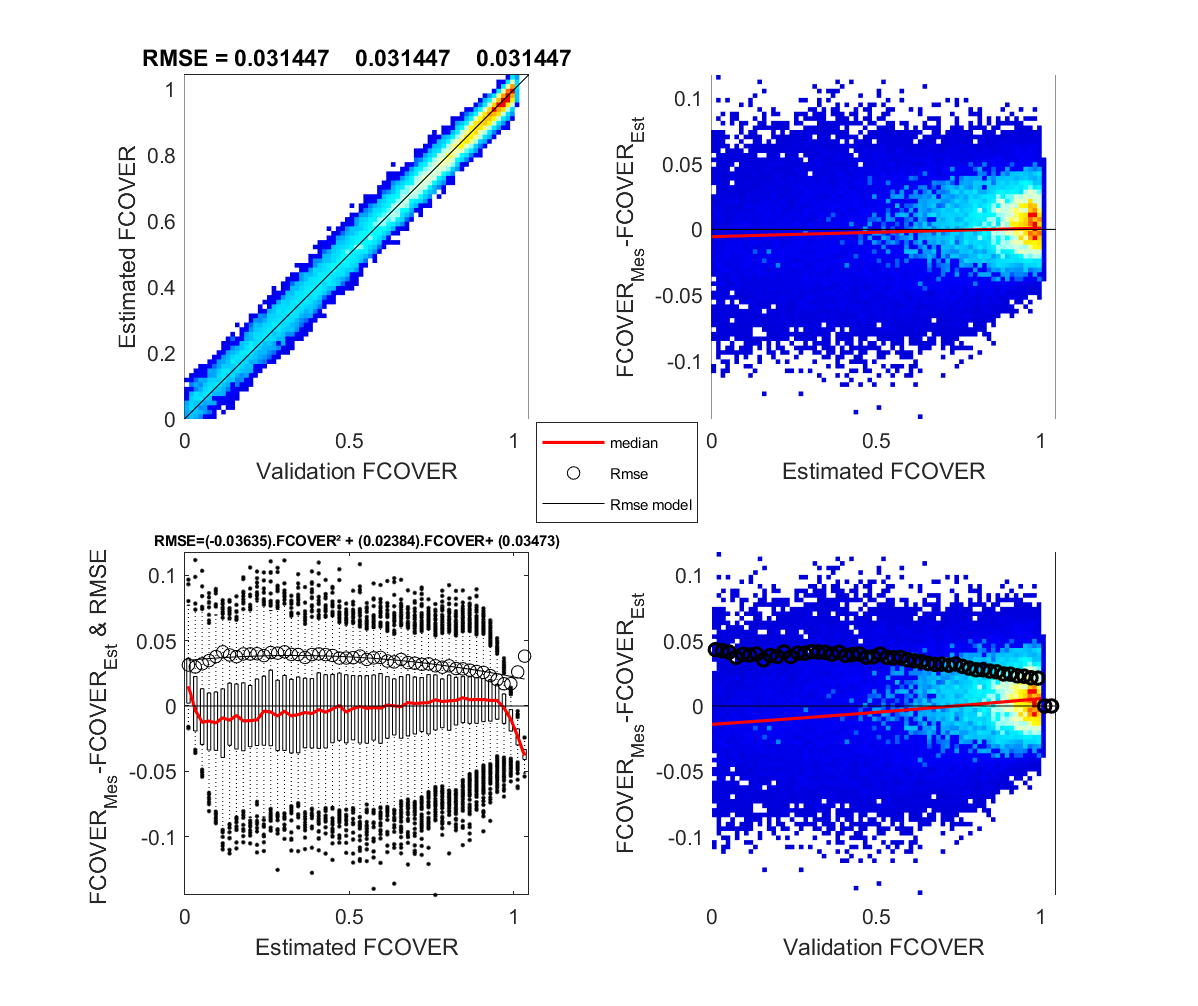 RMSE = 0.031447 0.031447 0.031447
1
0.8
0.6
0.4
0.2
0
0 0.5 1
Estimated FCOVER
Validation FCOVER
0.1
0.05
0
-0.05
-0.1
0 0.5 1
FCOVER_Mes-FCOVER_Est
Estimated FCOVER
median
Rmse
Rmse model
RMSE=(-0.03635).FCOVER² + (0.02384).FCOVER+ (0.03473)
0.1
0.05
0
-0.05
-0.1
0 0.5 1
FCOVER_Mes-FCOVER_Est & RMSE
Estimated FCOVER
0.1
0.05
0
-0.05
-0.1
0 0.5 1
FCOVER_Mes-FCOVER_Est
Validation FCOVER